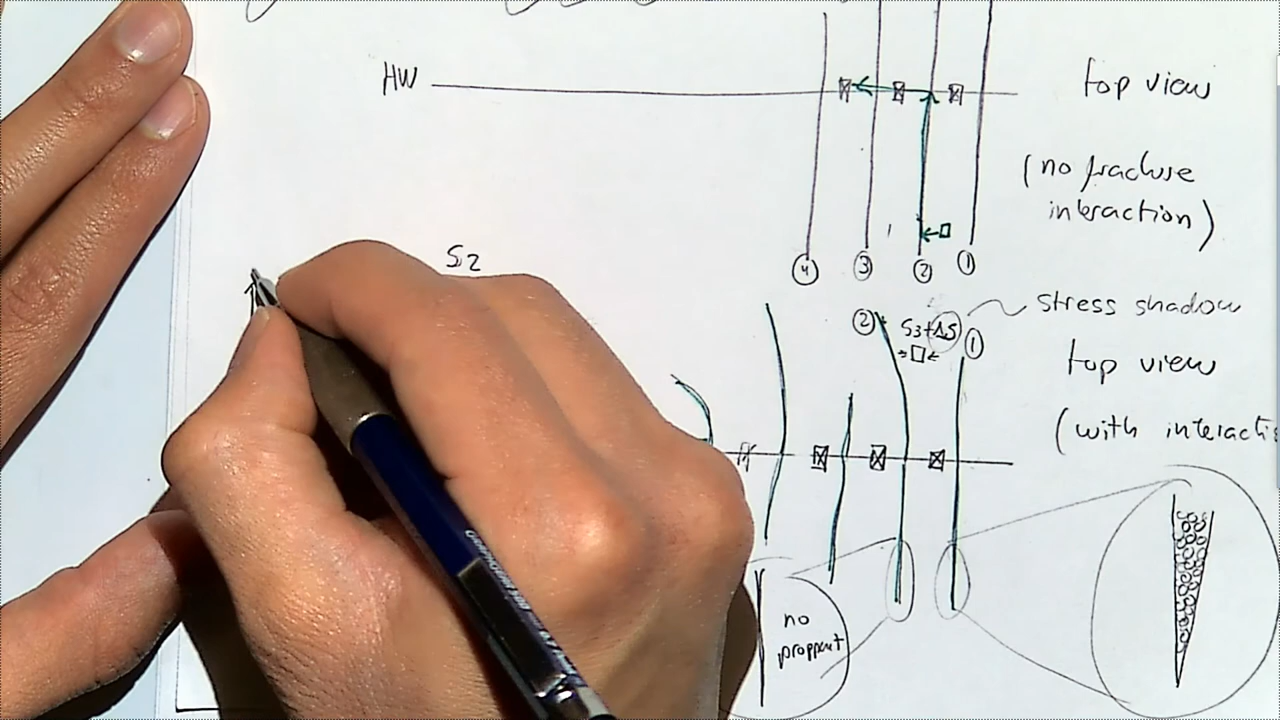 HW
top view
(no fracture
interaction)
4 3 2 1
S2
stress shadow
2 S3+ΔS 1
top view
(with interacti
no
proppant